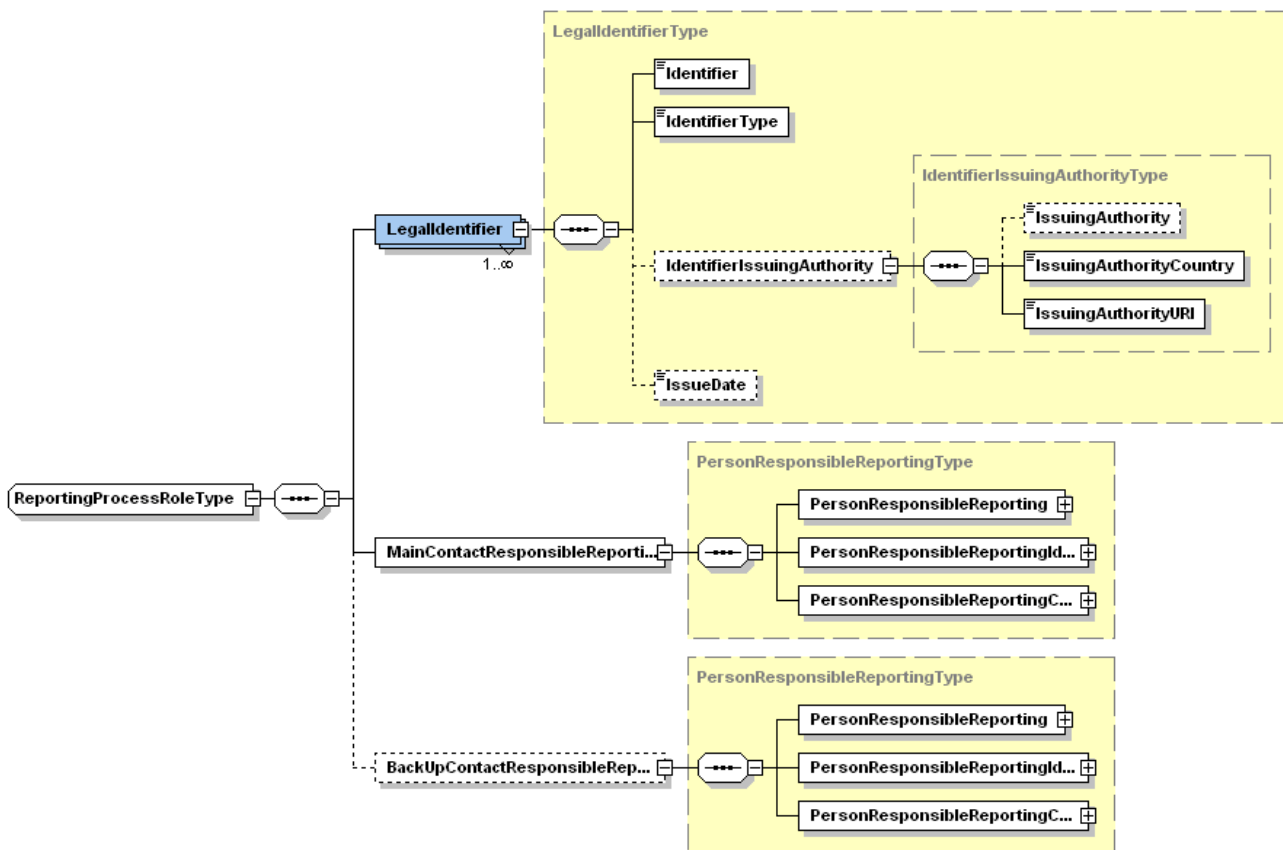 LegalIdentifierType
Identifier
IdentifierType
IdentifierIssuingAuthorityType
IssuingAuthority
LegalIdentifier
1..∞
IdentifierIssuingAuthority
IssuingAuthorityCountry
IssuingAuthorityURI
IssueDate
PersonResponsibleReportingType
ReportingProcessRoleType
PersonResponsibleReporting
MainContactResponsibleReporti...
PersonResponsibleReportingId...
PersonResponsibleReportingC...
PersonResponsibleReportingType
PersonResponsibleReporting
BackUpContactResponsibleRep...
PersonResponsibleReportingId...
PersonResponsibleReportingC...